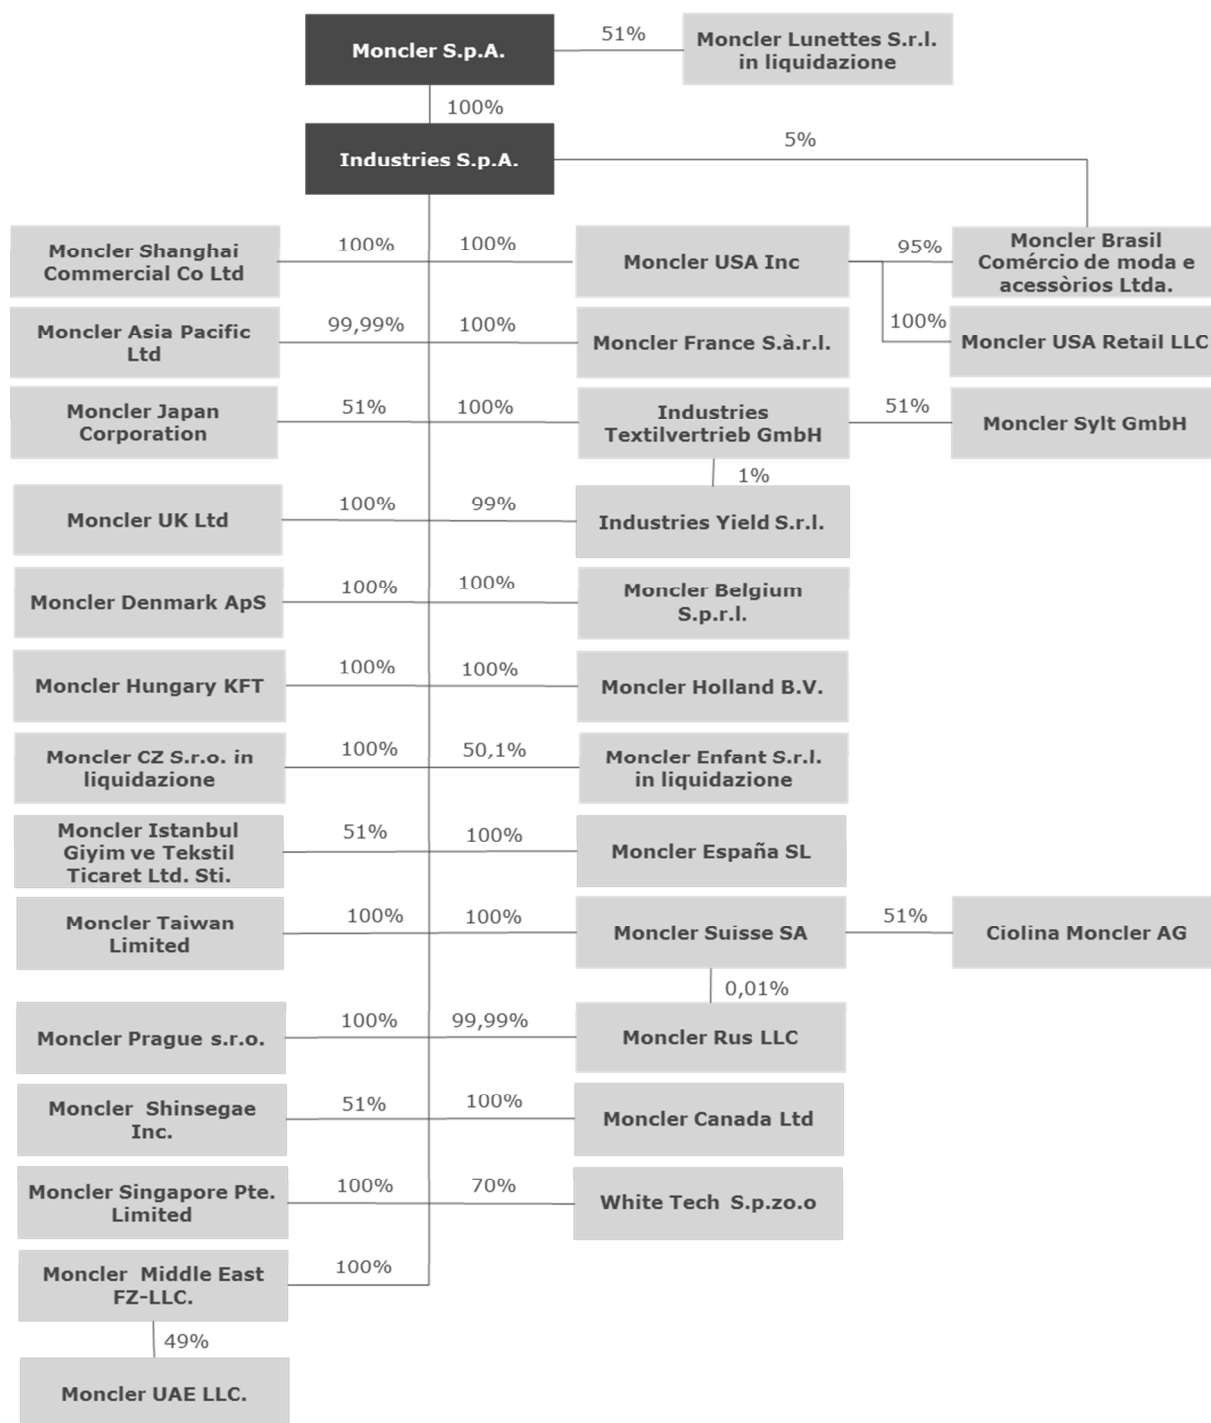 Moncler S.p.A.
51%
Moncler Lunettes S.r.l.
in liquidazione
100%
Industries S.p.A.
5%
Moncler Shanghai
Commercial Co Ltd
100%
100%
Moncler USA Inc
95%
Moncler Brasil
Comércio de moda e
acessòrios Ltda.
Moncler Asia Pacific
Ltd
99,99%
100%
Moncler France S.à.r.l.
100%
Moncler USA Retail LLC
Moncler Japan
Corporation
51%
100%
Industries
Textilvertrieb GmbH
51%
Moncler Sylt GmbH
1%
Moncler UK Ltd
100%
99%
Industries Yield S.r.l.
Moncler Denmark ApS
100%
100%
Moncler Belgium
S.p.r.l.
Moncler Hungary KFT
100%
100%
Moncler Holland B.V.
Moncler CZ S.r.o. in
liquidazione
100%
50,1%
Moncler Enfant S.r.l.
in liquidazione
Moncler Istanbul
Giyim ve Tekstil
Ticaret Ltd. Sti.
51%
100%
Moncler España SL
Moncler Taiwan
Limited
100%
100%
Moncler Suisse SA
51%
Ciolina Moncler AG
0,01%
Moncler Prague s.r.o.
100%
99,99%
Moncler Rus LLC
Moncler Shinsegae
Inc.
51%
100%
Moncler Canada Ltd
Moncler Singapore Pte.
Limited
100%
70%
White Tech S.p.zo.o
Moncler Middle East
FZ-LLC.
100%
49%
Moncler UAE LLC.